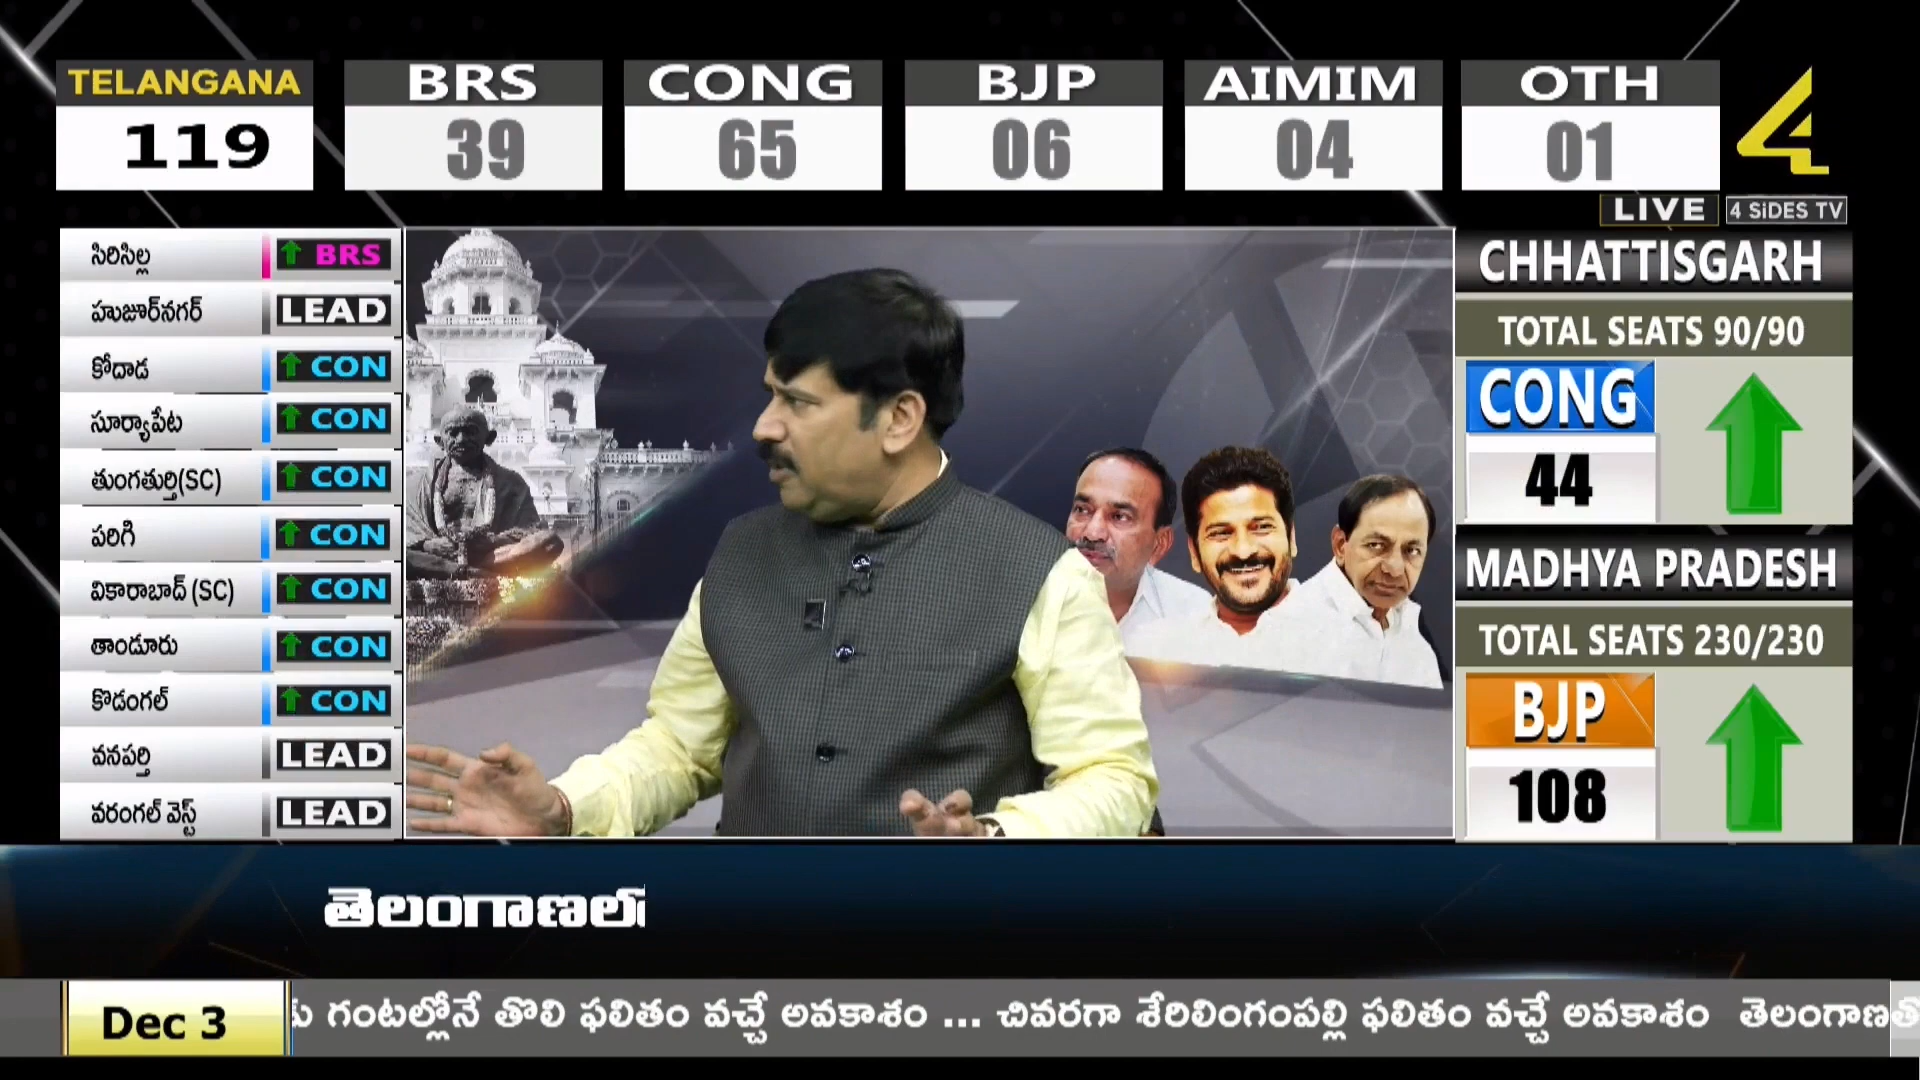 TELANGANA
119
BRS
39
CONG
65
BJP
06
AIMIM
04
OTH
01
4
LIVE
4 SiDES TV
సిరిసిల్ల BRS
హుజూర్‌నగర్ LEAD
కోదాడ CON
సూర్యాపేట CON
తుంగతుర్తి(SC) CON
పరిగి CON
వికారాబాద్ (SC) CON
తాండూరు CON
కొడంగల్ CON
వనపర్తి LEAD
వరంగల్ వెస్ట్ LEAD
CHHATTISGARH
TOTAL SEATS 90/90
CONG
44
MADHYA PRADESH
TOTAL SEATS 230/230
BJP
108
తెలంగాణలో
Dec 3
గంటల్లోనే తొలి ఫలితం వచ్చే అవకాశం ... చివరగా శేరిలింగంపల్లి ఫలితం వచ్చే అవకాశం తెలంగాణతో